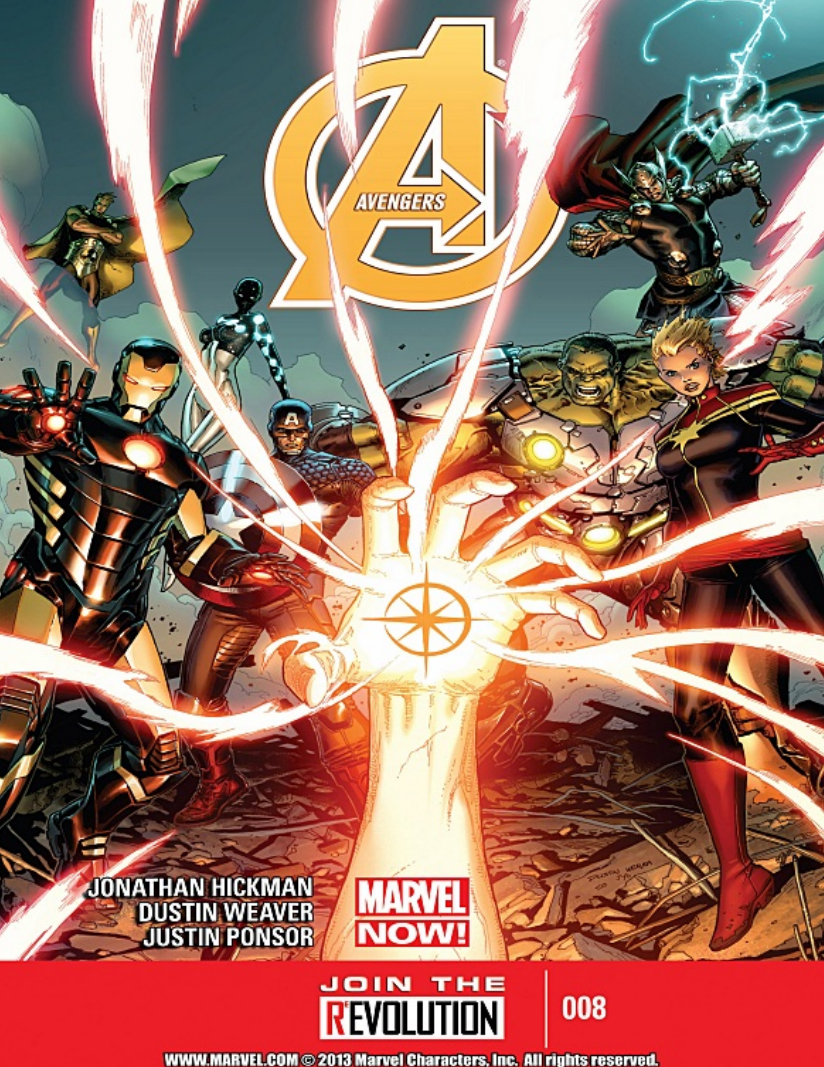 A
AVENGERS
A
JONATHAN HICKMAN
DUSTIN WEAVER
JUSTIN PONSOR
MARVEL
NOW!
JOIN THE
REVOLUTION
008
WWW.MARVEL.COM © 2013 Marvel Characters, Inc. All rights reserved.